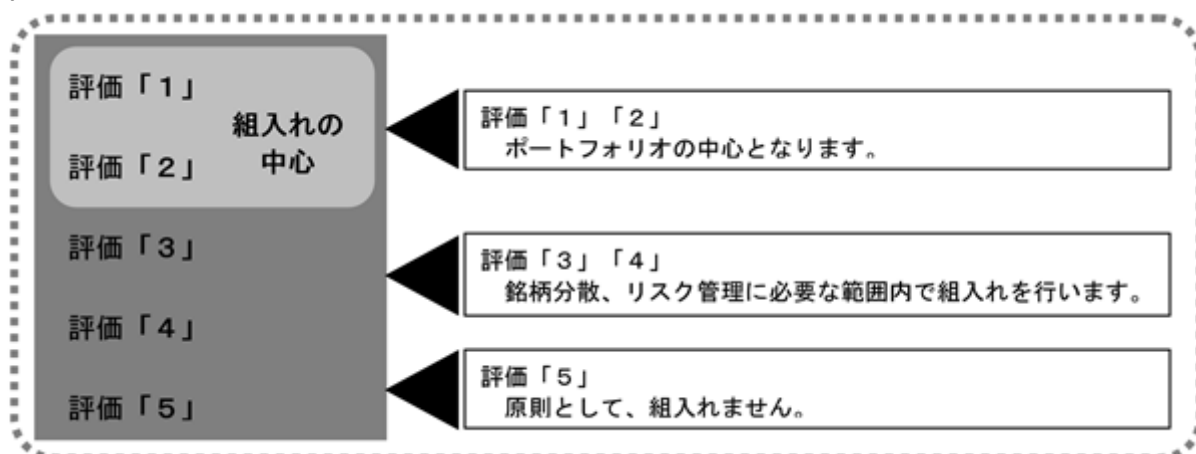 評価「１」
組入れの
中心
評価「２」
評価「３」
評価「４」
評価「５」
評価「１」「２」
ポートフォリオの中心となります。
評価「３」「４」
銘柄分散、リスク管理に必要な範囲内で組入れを行います。
評価「５」
原則として、組入れません。